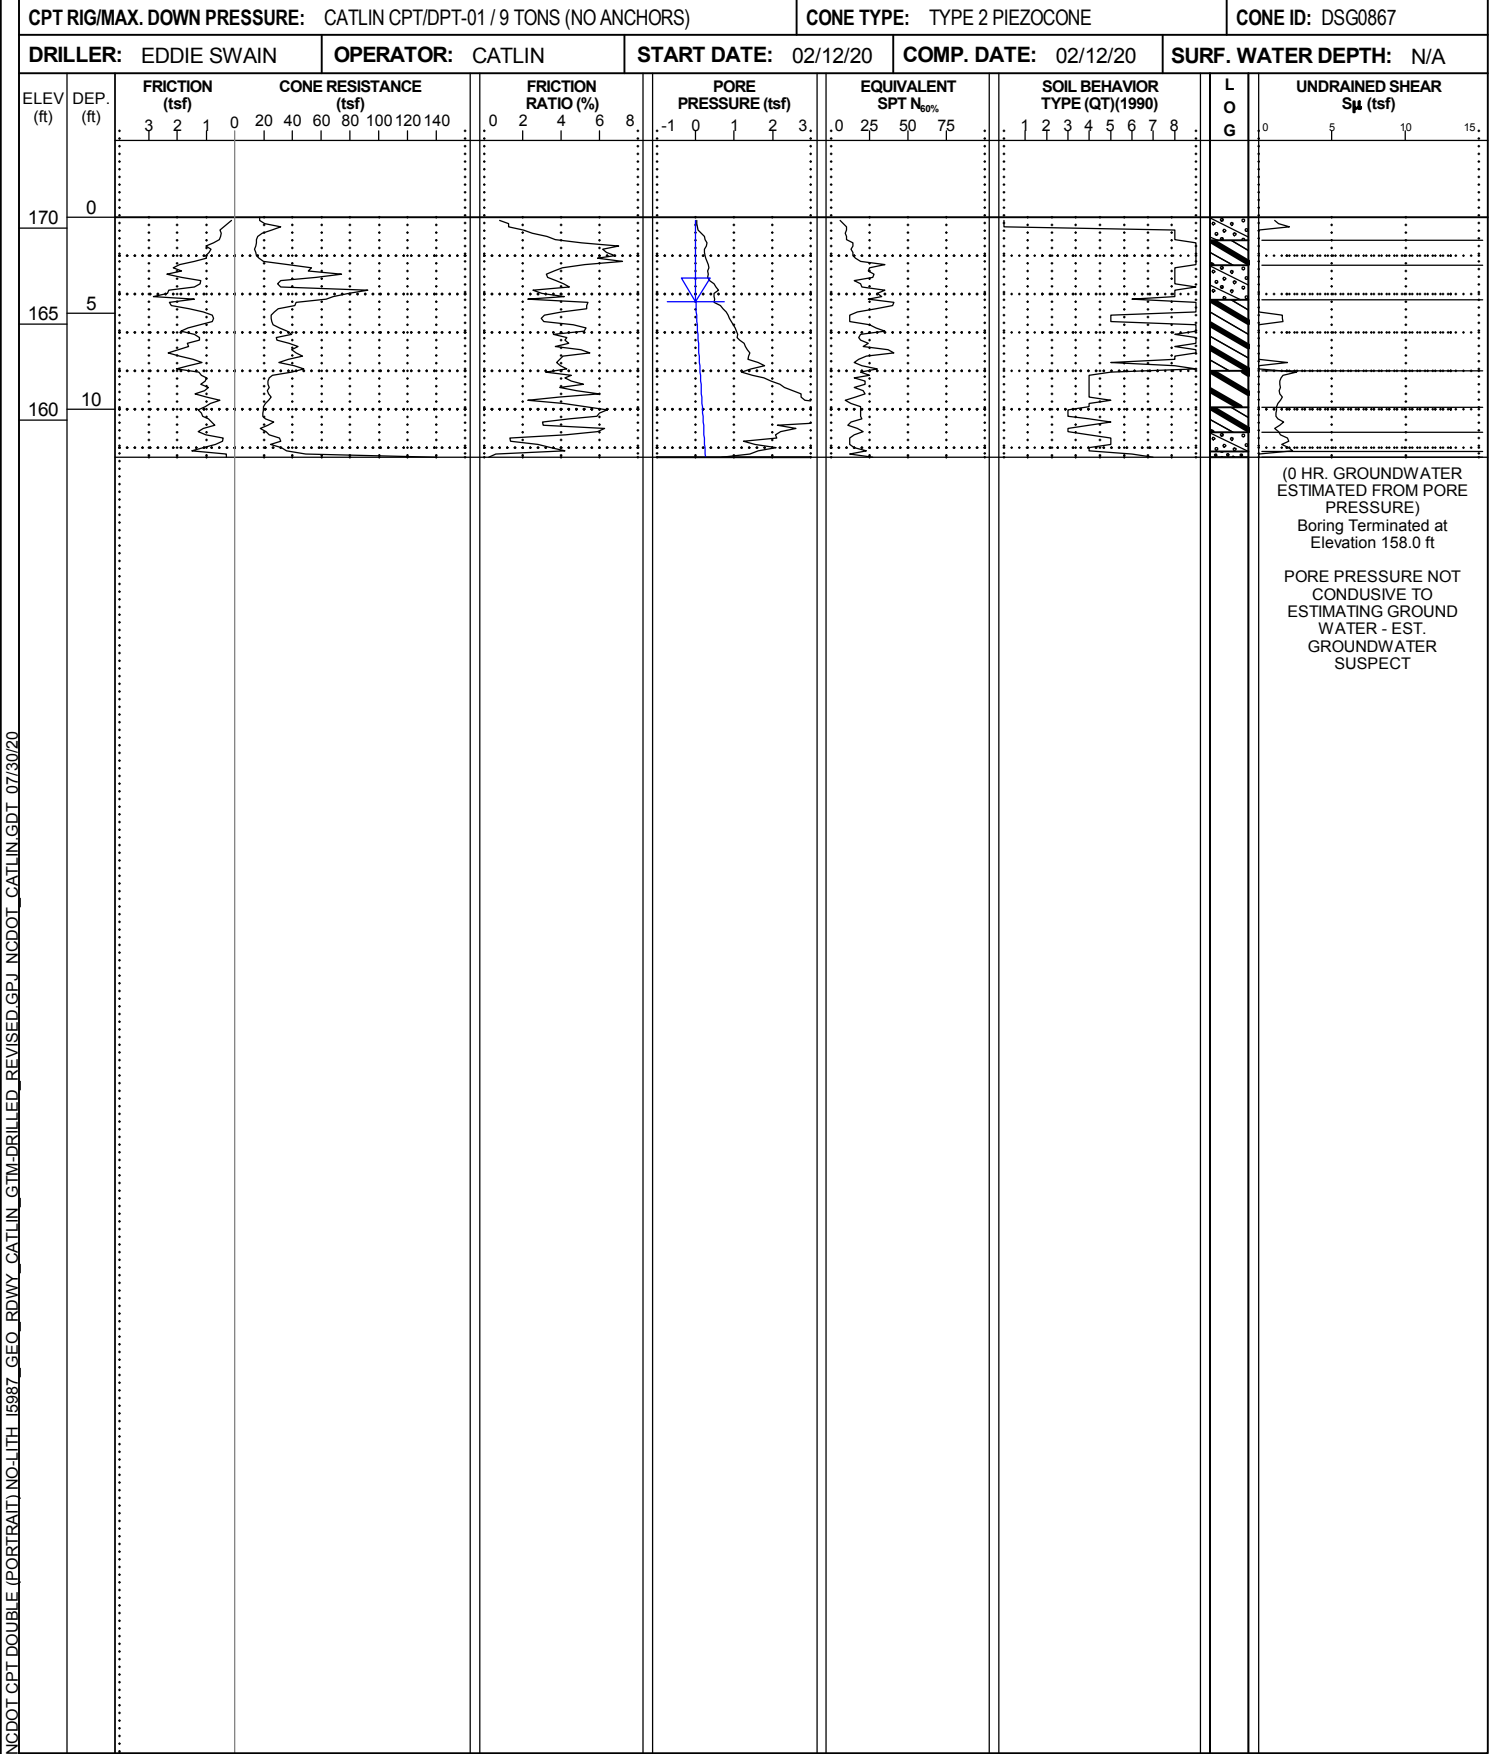 CPT RIG/MAX. DOWN PRESSURE: CATLIN CPT/DPT-01 / 9 TONS (NO ANCHORS) CONE TYPE: TYPE 2 PIEZOCONE CONE ID: DSG0867
DRILLER: EDDIE SWAIN OPERATOR: CATLIN START DATE: 02/12/20 COMP. DATE: 02/12/20 SURF. WATER DEPTH: N/A
ELEV (ft)
DEP. (ft)
FRICTION (tsf)
3 2 1 0
CONE RESISTANCE (tsf)
20 40 60 80 100 120 140
FRICTION RATIO (%)
0 2 4 6 8
PORE PRESSURE (tsf)
-1 0 1 2 3
EQUIVALENT SPT N60%
0 25 50 75
SOIL BEHAVIOR TYPE (QT)(1990)
1 2 3 4 5 6 7 8
LOG
UNDRAINED SHEAR Sµ (tsf)
0 5 10 15
170 0
165 5
160 10
(0 HR. GROUNDWATER
ESTIMATED FROM PORE
PRESSURE)
Boring Terminated at
Elevation 158.0 ft
PORE PRESSURE NOT
CONDUSIVE TO
ESTIMATING GROUND
WATER - EST.
GROUNDWATER
SUSPECT
NCDOT CPT DOUBLE (PORTRAIT) NO-LITH I5987_GEO_RDWY_CATLIN_GTM-DRILLED_REVISED.GPJ NCDOT_CATLIN.GDT 07/30/20